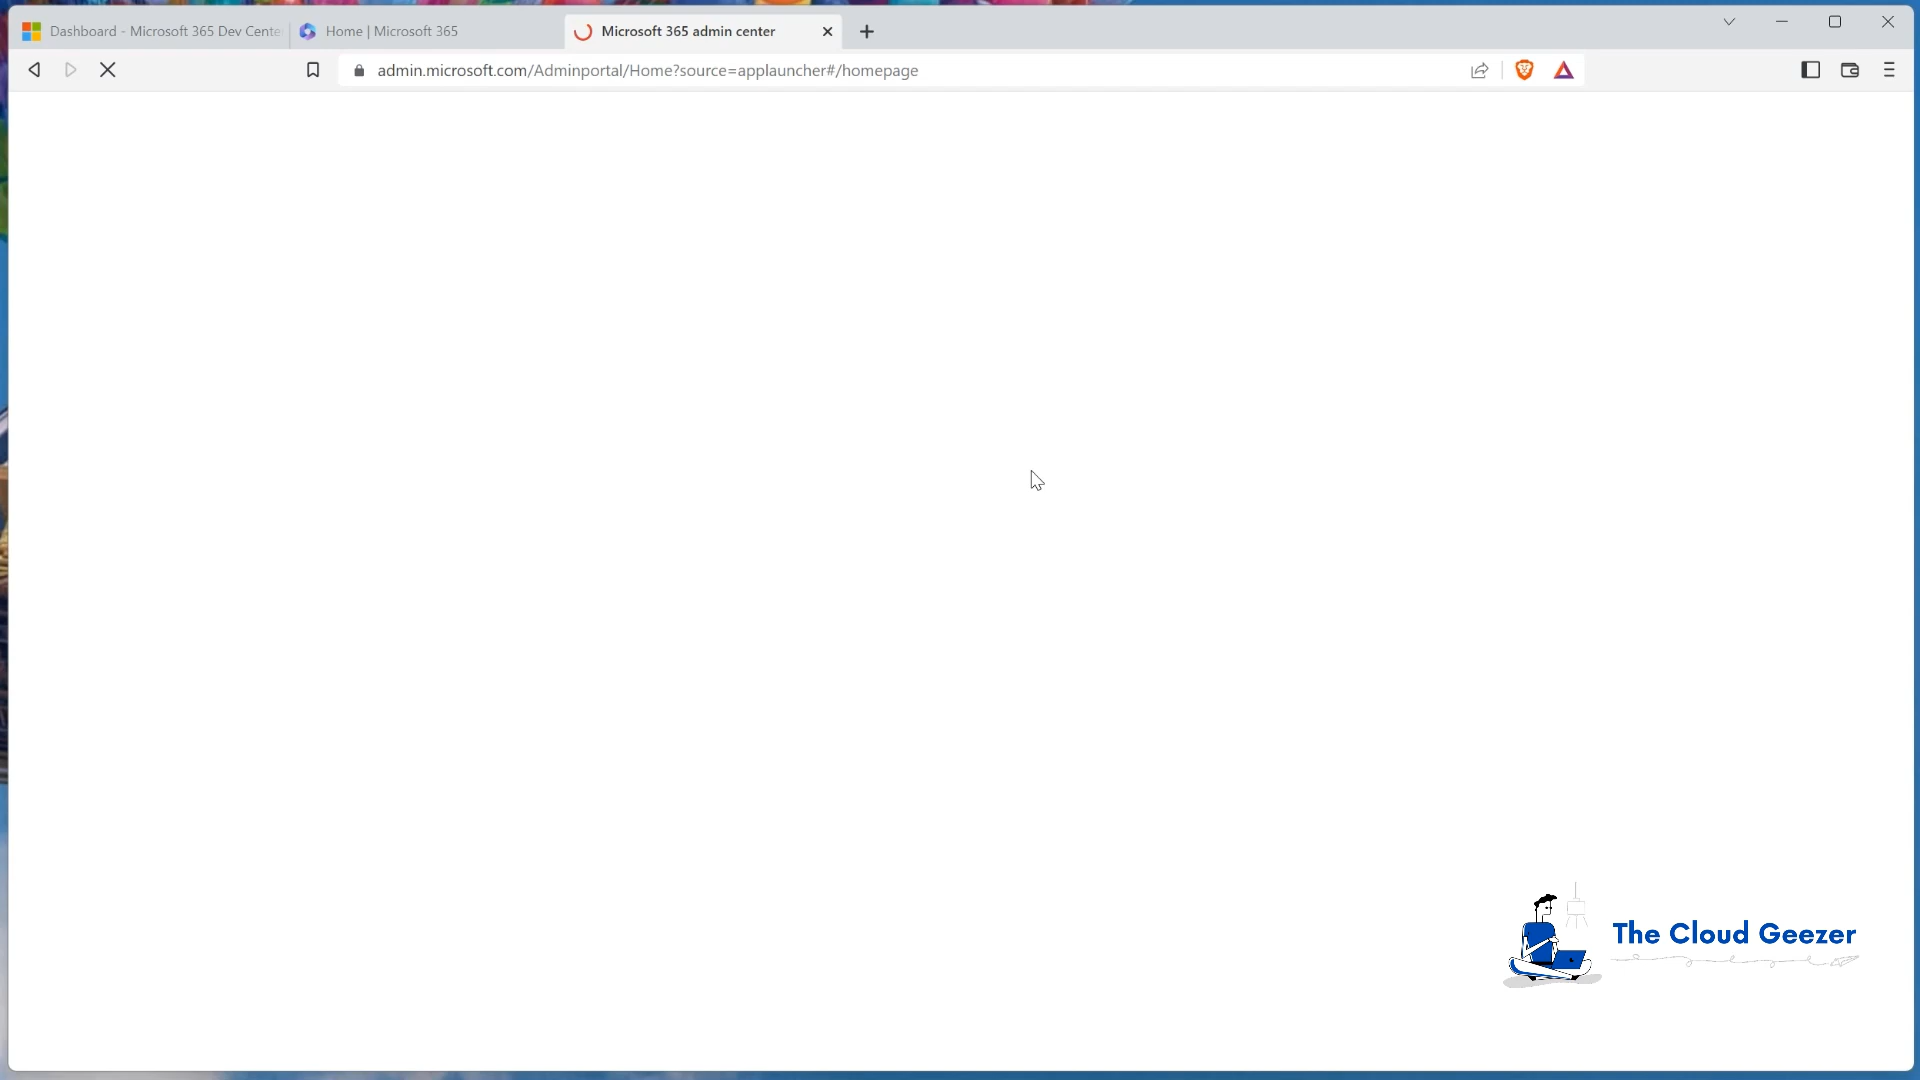 Dashboard - Microsoft 365 Dev Cente
Home | Microsoft 365
Microsoft 365 admin center
admin.microsoft.com/Adminportal/Home?source=applauncher#/homepage
The Cloud Geezer